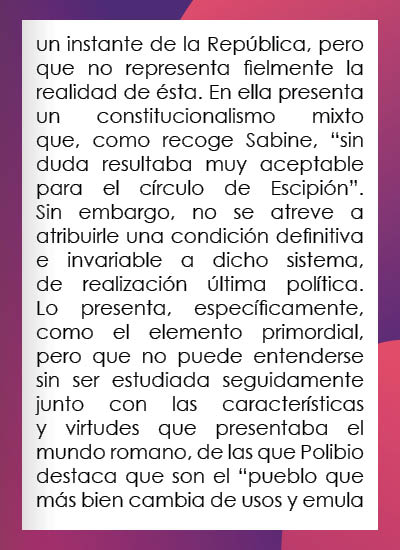 un instante de la República, pero
que no representa fielmente la
realidad de ésta. En ella presenta
un constitucionalismo mixto
que, como recoge Sabine, “sin
duda resultaba muy aceptable
para el círculo de Escipión”.
Sin embargo, no se atreve a
atribuirle una condición definitiva
e invariable a dicho sistema,
de realización última política.
Lo presenta, específicamente,
como el elemento primordial,
pero que no puede entenderse
sin ser estudiada seguidamente
junto con las características
y virtudes que presentaba el
mundo romano, de las que Polibio
destaca que son el “pueblo que
más bien cambia de usos y emula